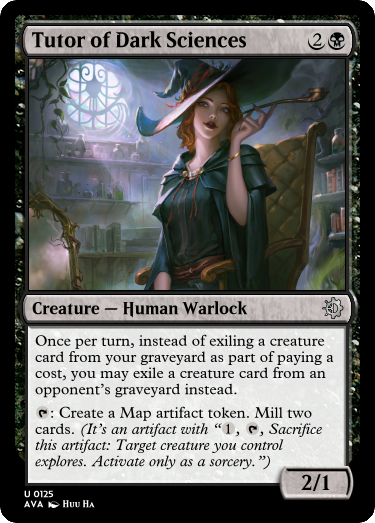 Tutor of Dark Sciences 2
Creature — Human Warlock
Once per turn, instead of exiling a creature
card from your graveyard as part of paying a
cost, you may exile a creature card from an
opponent's graveyard instead.
: Create a Map artifact token. Mill two
cards. (It's an artifact with “1, , Sacrifice
this artifact: Target creature you control
explores. Activate only as a sorcery.”)
2/1
U 0125
AVA Huu Ha